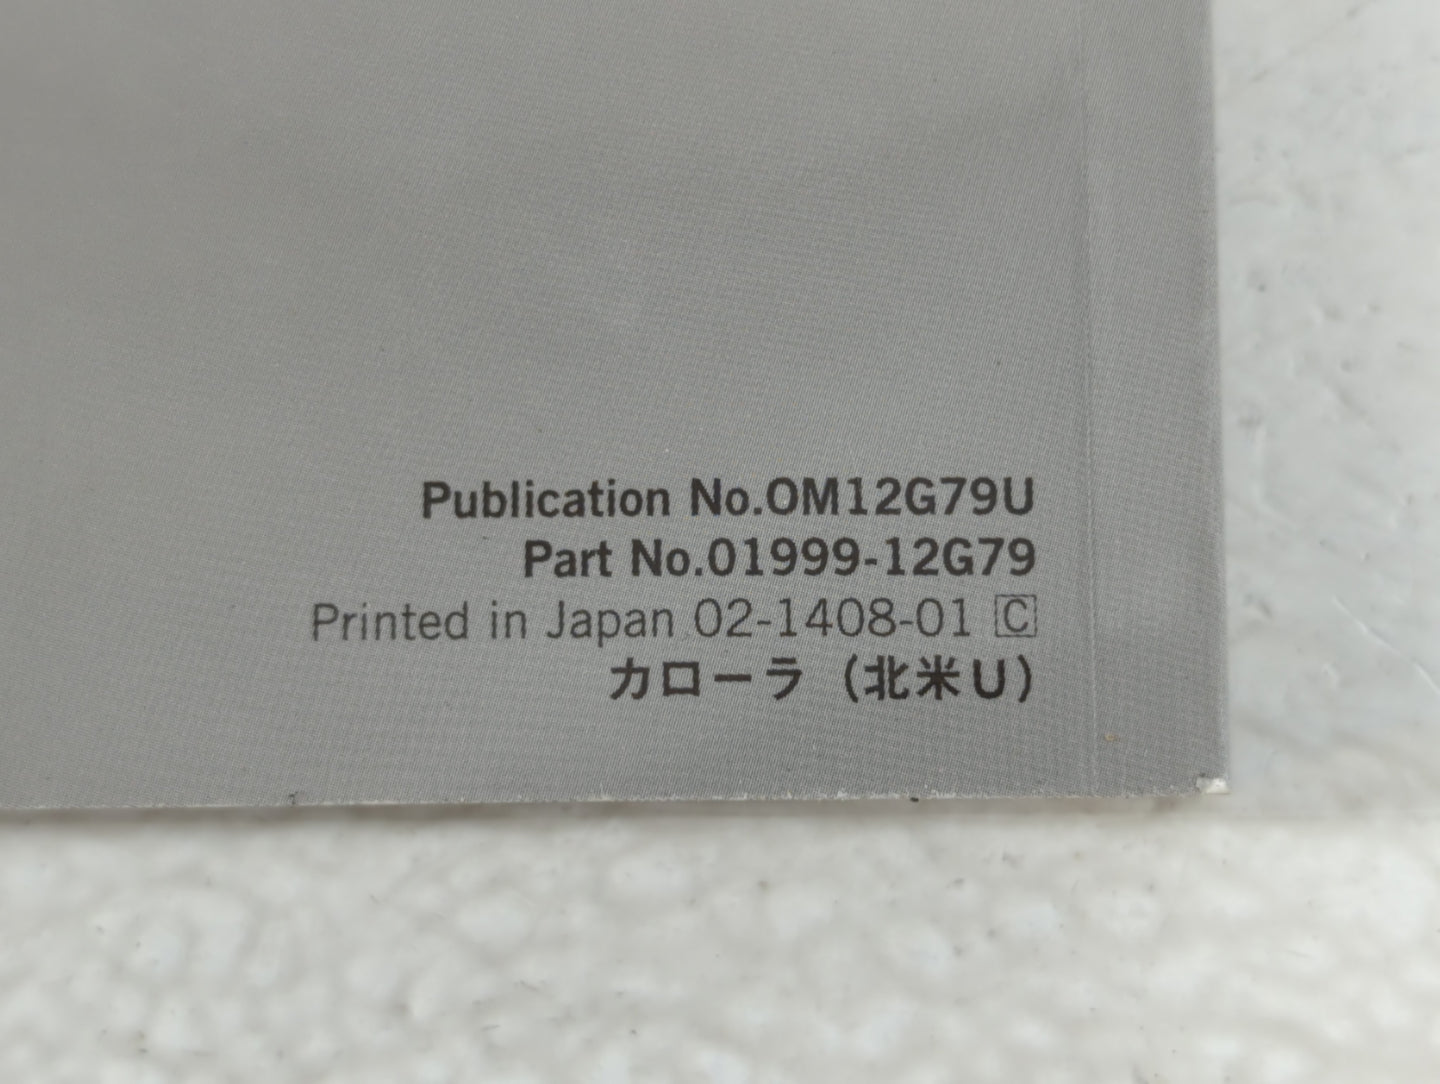 Publication No.OM12G79U
Part No.01999-12G79
Printed in Japan 02-1408-01 C
カローラ（北米U）